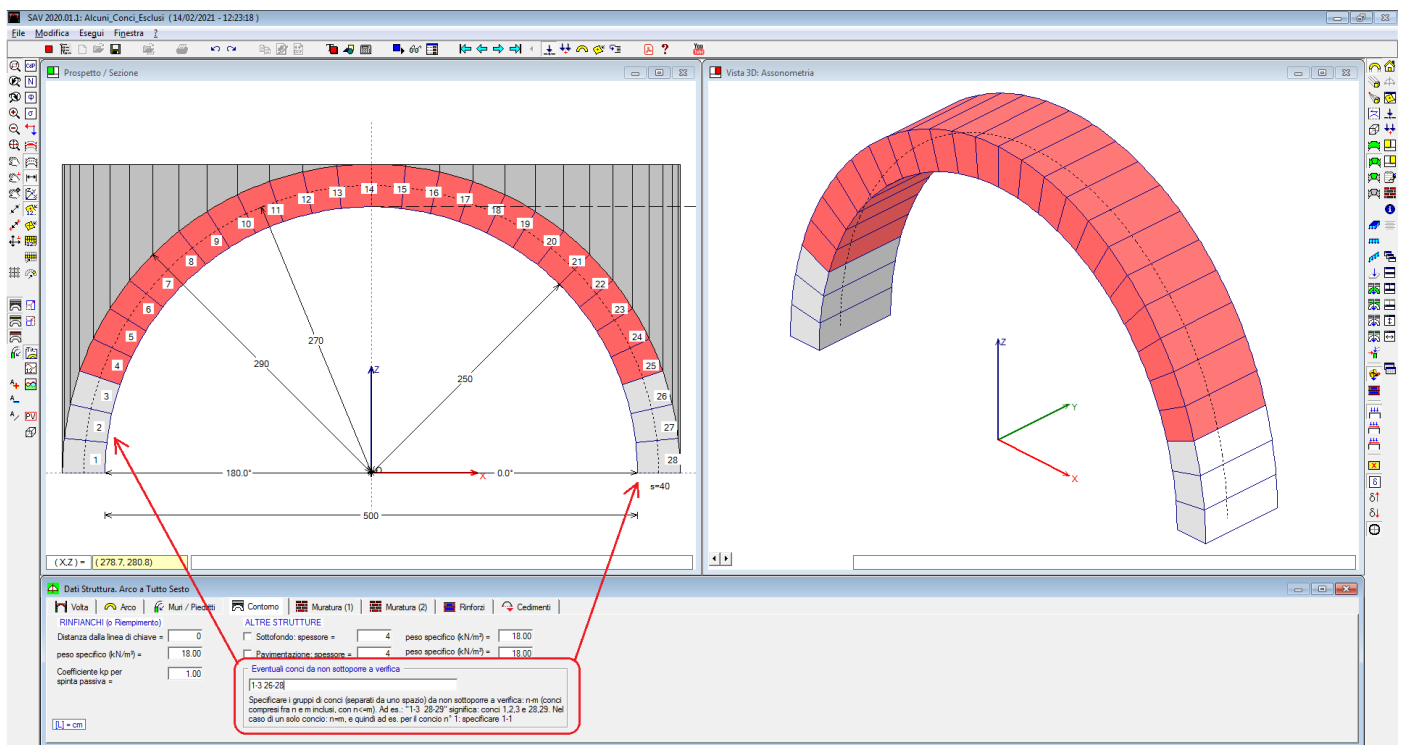 SAV 2020.01.1: Alcuni_Conci_Esclusi ( 14/02/2021 - 12:23:18 )
File Modifica Esegui Finestra ?
You
Prospetto / Sezione
Vista 3D: Assonometria
1
2
3
4
5
6
7
8
9
10
11
12
13
14
15
16
17
18
19
20
21
22
23
24
25
26
27
28
290
270
250
Z
X
180.0°
0.0°
s=40
500
(X,Z) = ( 278.7, 280.8)
Z
Y
X
Dati Struttura. Arco a Tutto Sesto
Volta Arco Muri / Piedritti Contorno Muratura (1) Muratura (2) Rinforzi Cedimenti
RINFIANCHI (o Riempimento) ALTRE STRUTTURE
Distanza dalla linea di chiave = 0 Sottofondo: spessore = 4 peso specifico (kN/m³) = 18.00
peso specifico (kN/m³) = 18.00 Pavimentazione: spessore = 4 peso specifico (kN/m³) = 18.00
Coefficiente kp per
spinta passiva = 1.00
Eventuali conci da non sottoporre a verifica
1-3 26-28
Specificare i gruppi di conci (separati da uno spazio) da non sottoporre a verifica: n-m (conci
compresi fra n e m inclusi, con n<=m). Ad es.: "1-3 28-29" significa: conci 1,2,3 e 28,29. Nel
caso di un solo concio: n=m, e quindi ad es. per il concio n° 1: specificare 1-1
[L] = cm